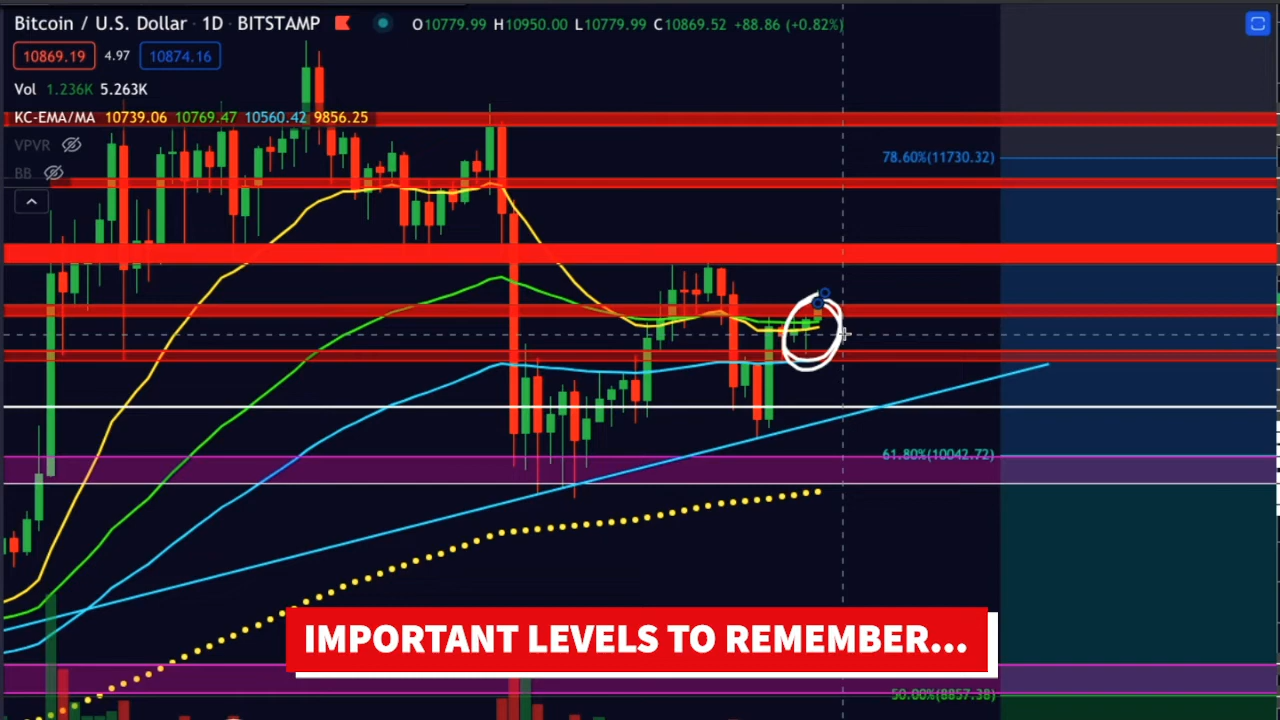 Bitcoin / U.S. Dollar · 1D · BITSTAMP O10779.99 H10950.00 L10779.99 C10869.52 +88.86 (+0.82%)
10869.19 4.97 10874.16
Vol 1.236K 5.263K
KC-EMA/MA 10739.06 10769.47 10560.42 9856.25
VPVR
BB
78.60%(11730.32)
61.80%(10042.72)
IMPORTANT LEVELS TO REMEMBER...
50.00%(8857.38)